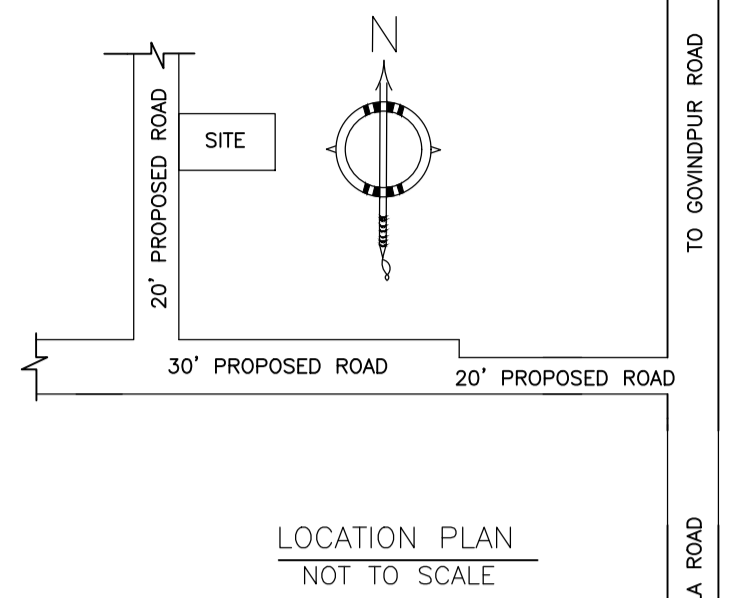 N
TO GOVINDPUR ROAD
20' PROPOSED ROAD
SITE
30' PROPOSED ROAD
20' PROPOSED ROAD
LOCATION PLAN
NOT TO SCALE
ROAD